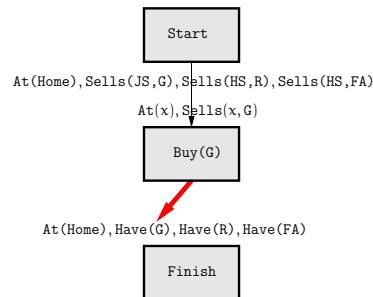 Start
At(Home),Sells(JS,G),Sells(HS,R),Sells(HS,FA)
At(x),Sells(x,G)
Buy(G)
At(Home),Have(G),Have(R),Have(FA)
Finish